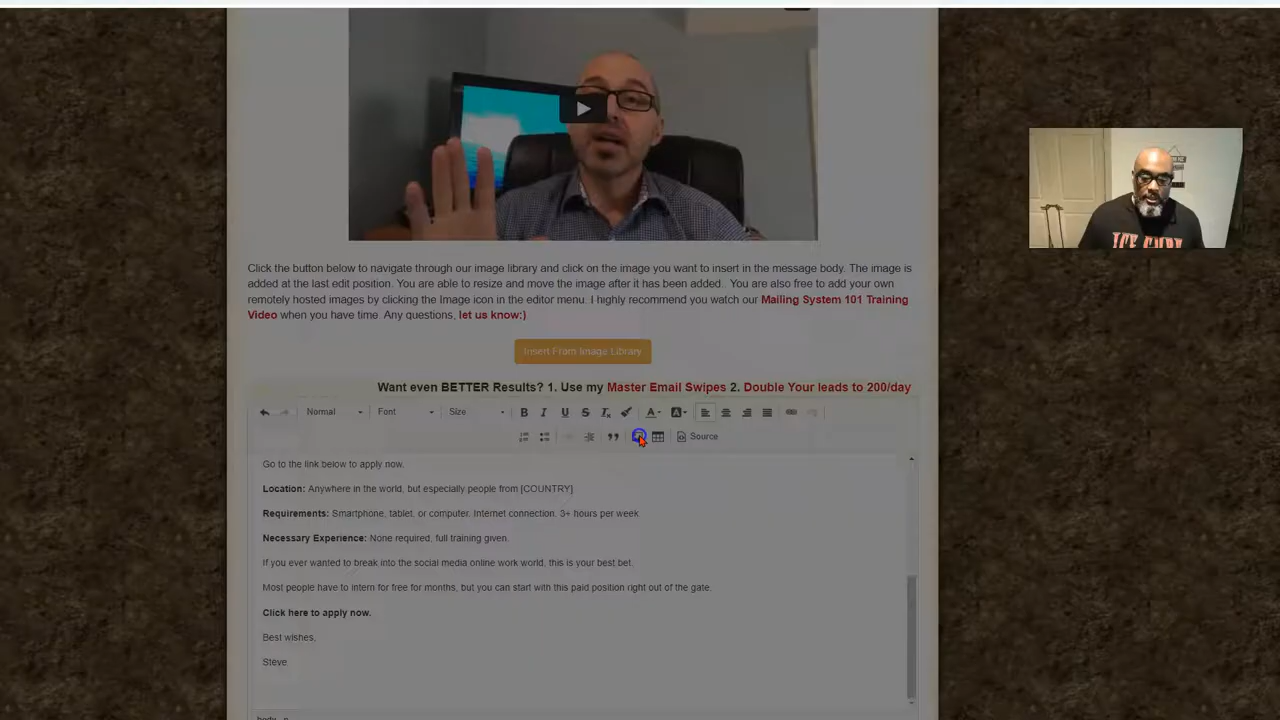 Click the button below to navigate through our image library and click on the image you want to insert in the message body. The image is
added at the last edit position. You are able to resize and move the image after it has been added. You are also free to add your own
remotely hosted images by clicking the Image icon in the editor menu. I highly recommend you watch our Mailing System 101 Training
Video when you have time. Any questions, let us know:)
Insert From Image Library
Want even BETTER Results? 1. Use my Master Email Swipes 2. Double Your leads to 200/day
Normal Font Size B I U S Tx A A
Source
Go to the link below to apply now.
Location: Anywhere in the world, but especially people from [COUNTRY]
Requirements: Smartphone, tablet, or computer. Internet connection. 3+ hours per week
Necessary Experience: None required, full training given.
If you ever wanted to break into the social media online work world, this is your best bet.
Most people have to intern for free for months, but you can start with this paid position right out of the gate.
Click here to apply now.
Best wishes,
Steve